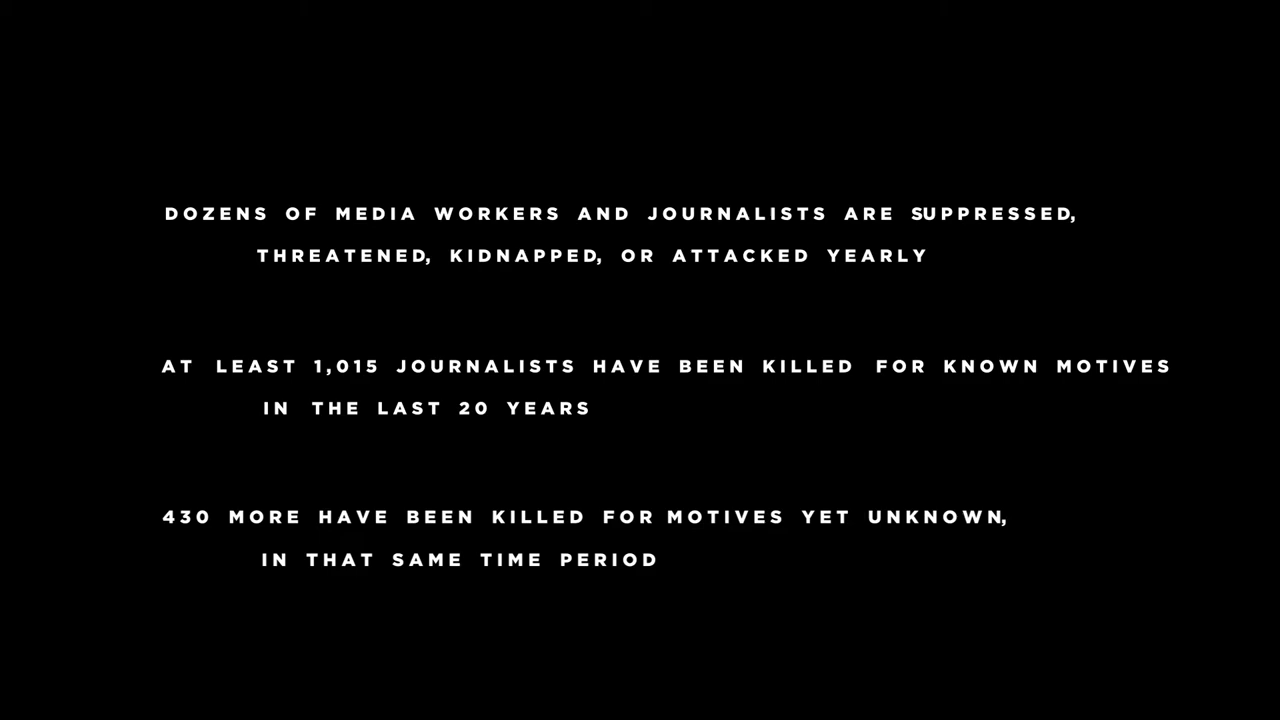 DOZENS OF MEDIA WORKERS AND JOURNALISTS ARE SUPPRESSED,
THREATENED, KIDNAPPED, OR ATTACKED YEARLY
AT LEAST 1,015 JOURNALISTS HAVE BEEN KILLED FOR KNOWN MOTIVES
IN THE LAST 20 YEARS
430 MORE HAVE BEEN KILLED FOR MOTIVES YET UNKNOWN,
IN THAT SAME TIME PERIOD